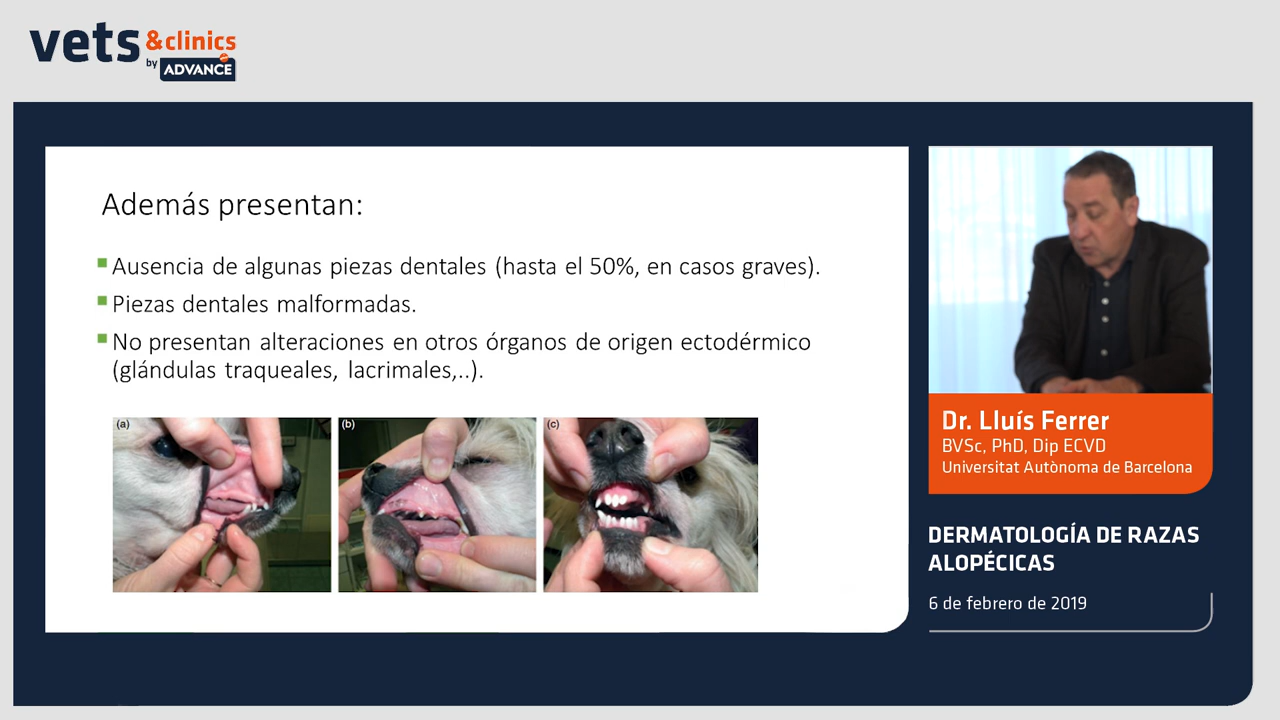 vets &clinics
by ADVANCE
Además presentan:
Ausencia de algunas piezas dentales (hasta el 50%, en casos graves).
Piezas dentales malformadas.
No presentan alteraciones en otros órganos de origen ectodérmico
(glándulas traqueales, lacrimales,..).
(a)
(b)
(c)
Dr. Lluís Ferrer
BVSc, PhD, Dip ECVD
Universitat Autònoma de Barcelona
DERMATOLOGÍA DE RAZAS
ALOPÉCICAS
6 de febrero de 2019